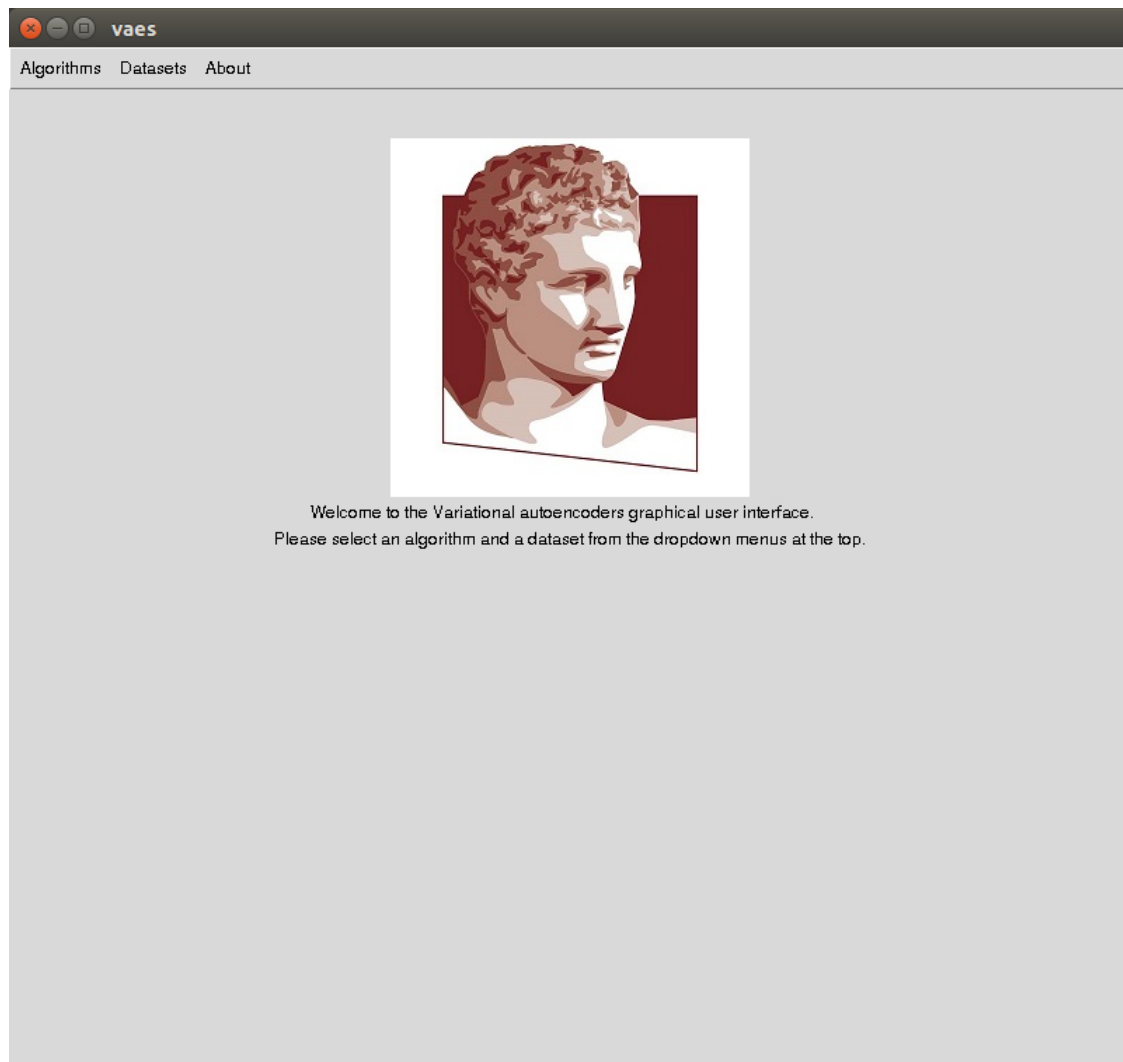 vaes
Algorithms Datasets About
Welcome to the Variational autoencoders graphical user interface.
Please select an algorithm and a dataset from the dropdown menus at the top.